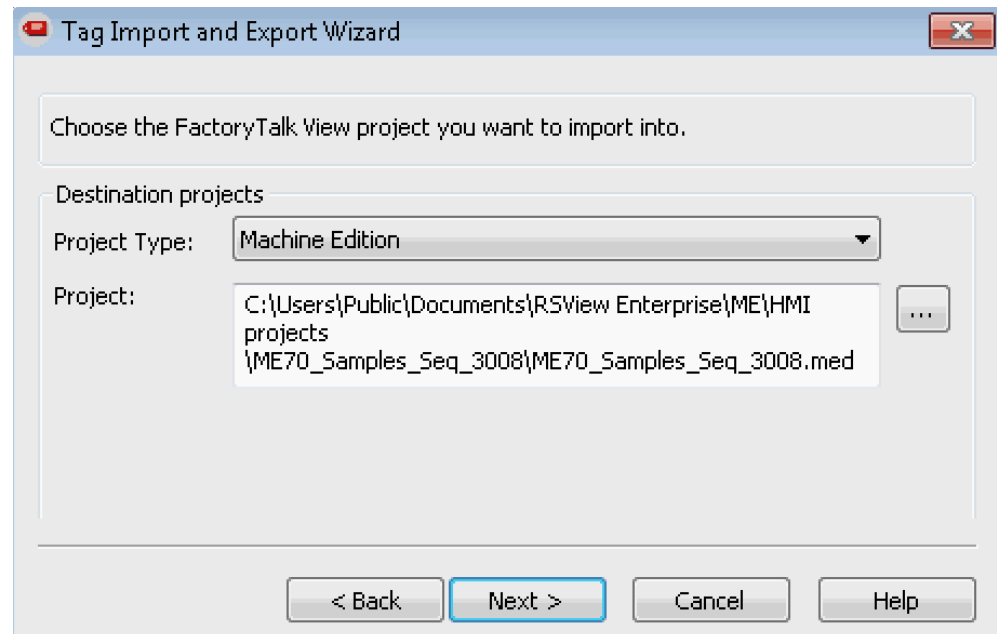 Tag Import and Export Wizard
Choose the FactoryTalk View project you want to import into.
Destination projects
Project Type: Machine Edition
Project: C:\Users\Public\Documents\RSView Enterprise\ME\HMI
projects
\ME70_Samples_Seq_3008\ME70_Samples_Seq_3008.med
...
< Back Next > Cancel Help